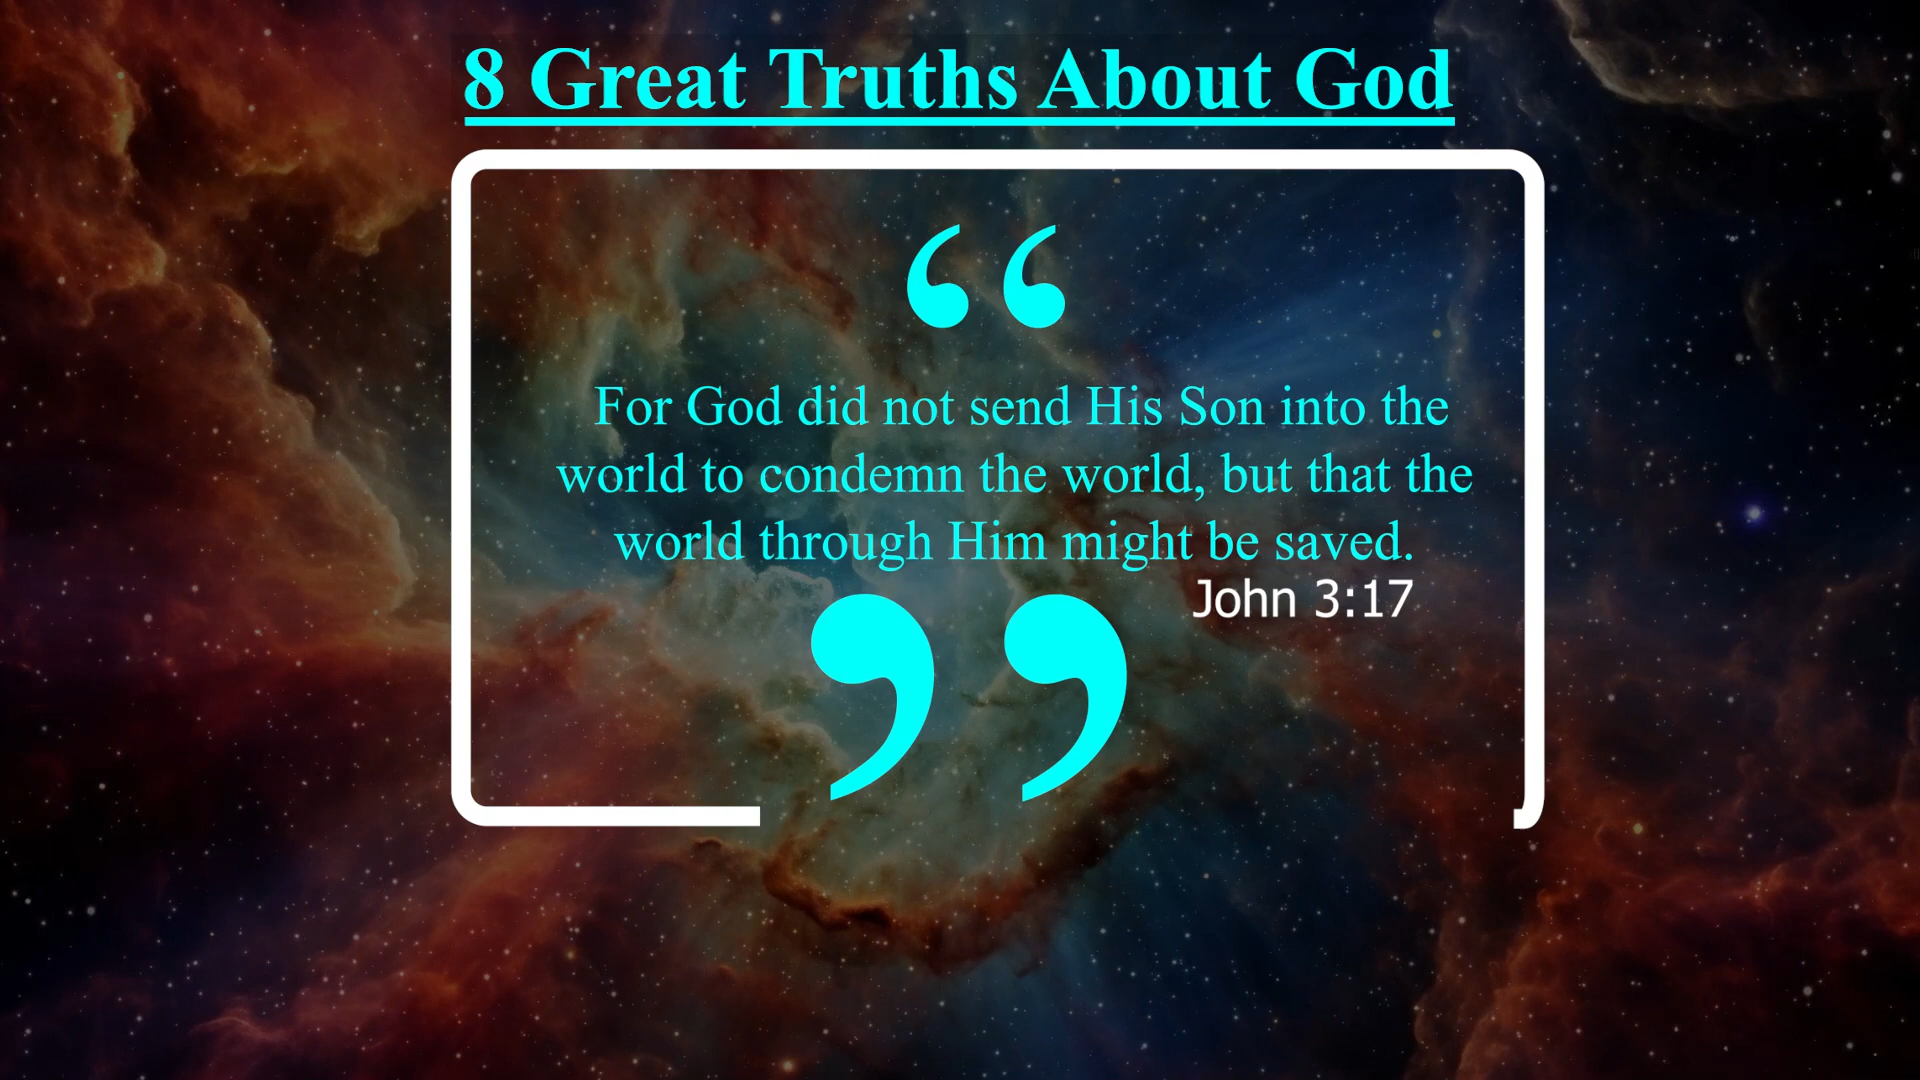 8 Great Truths About God
“
For God did not send His Son into the
world to condemn the world, but that the
world through Him might be saved.
John 3:17
”